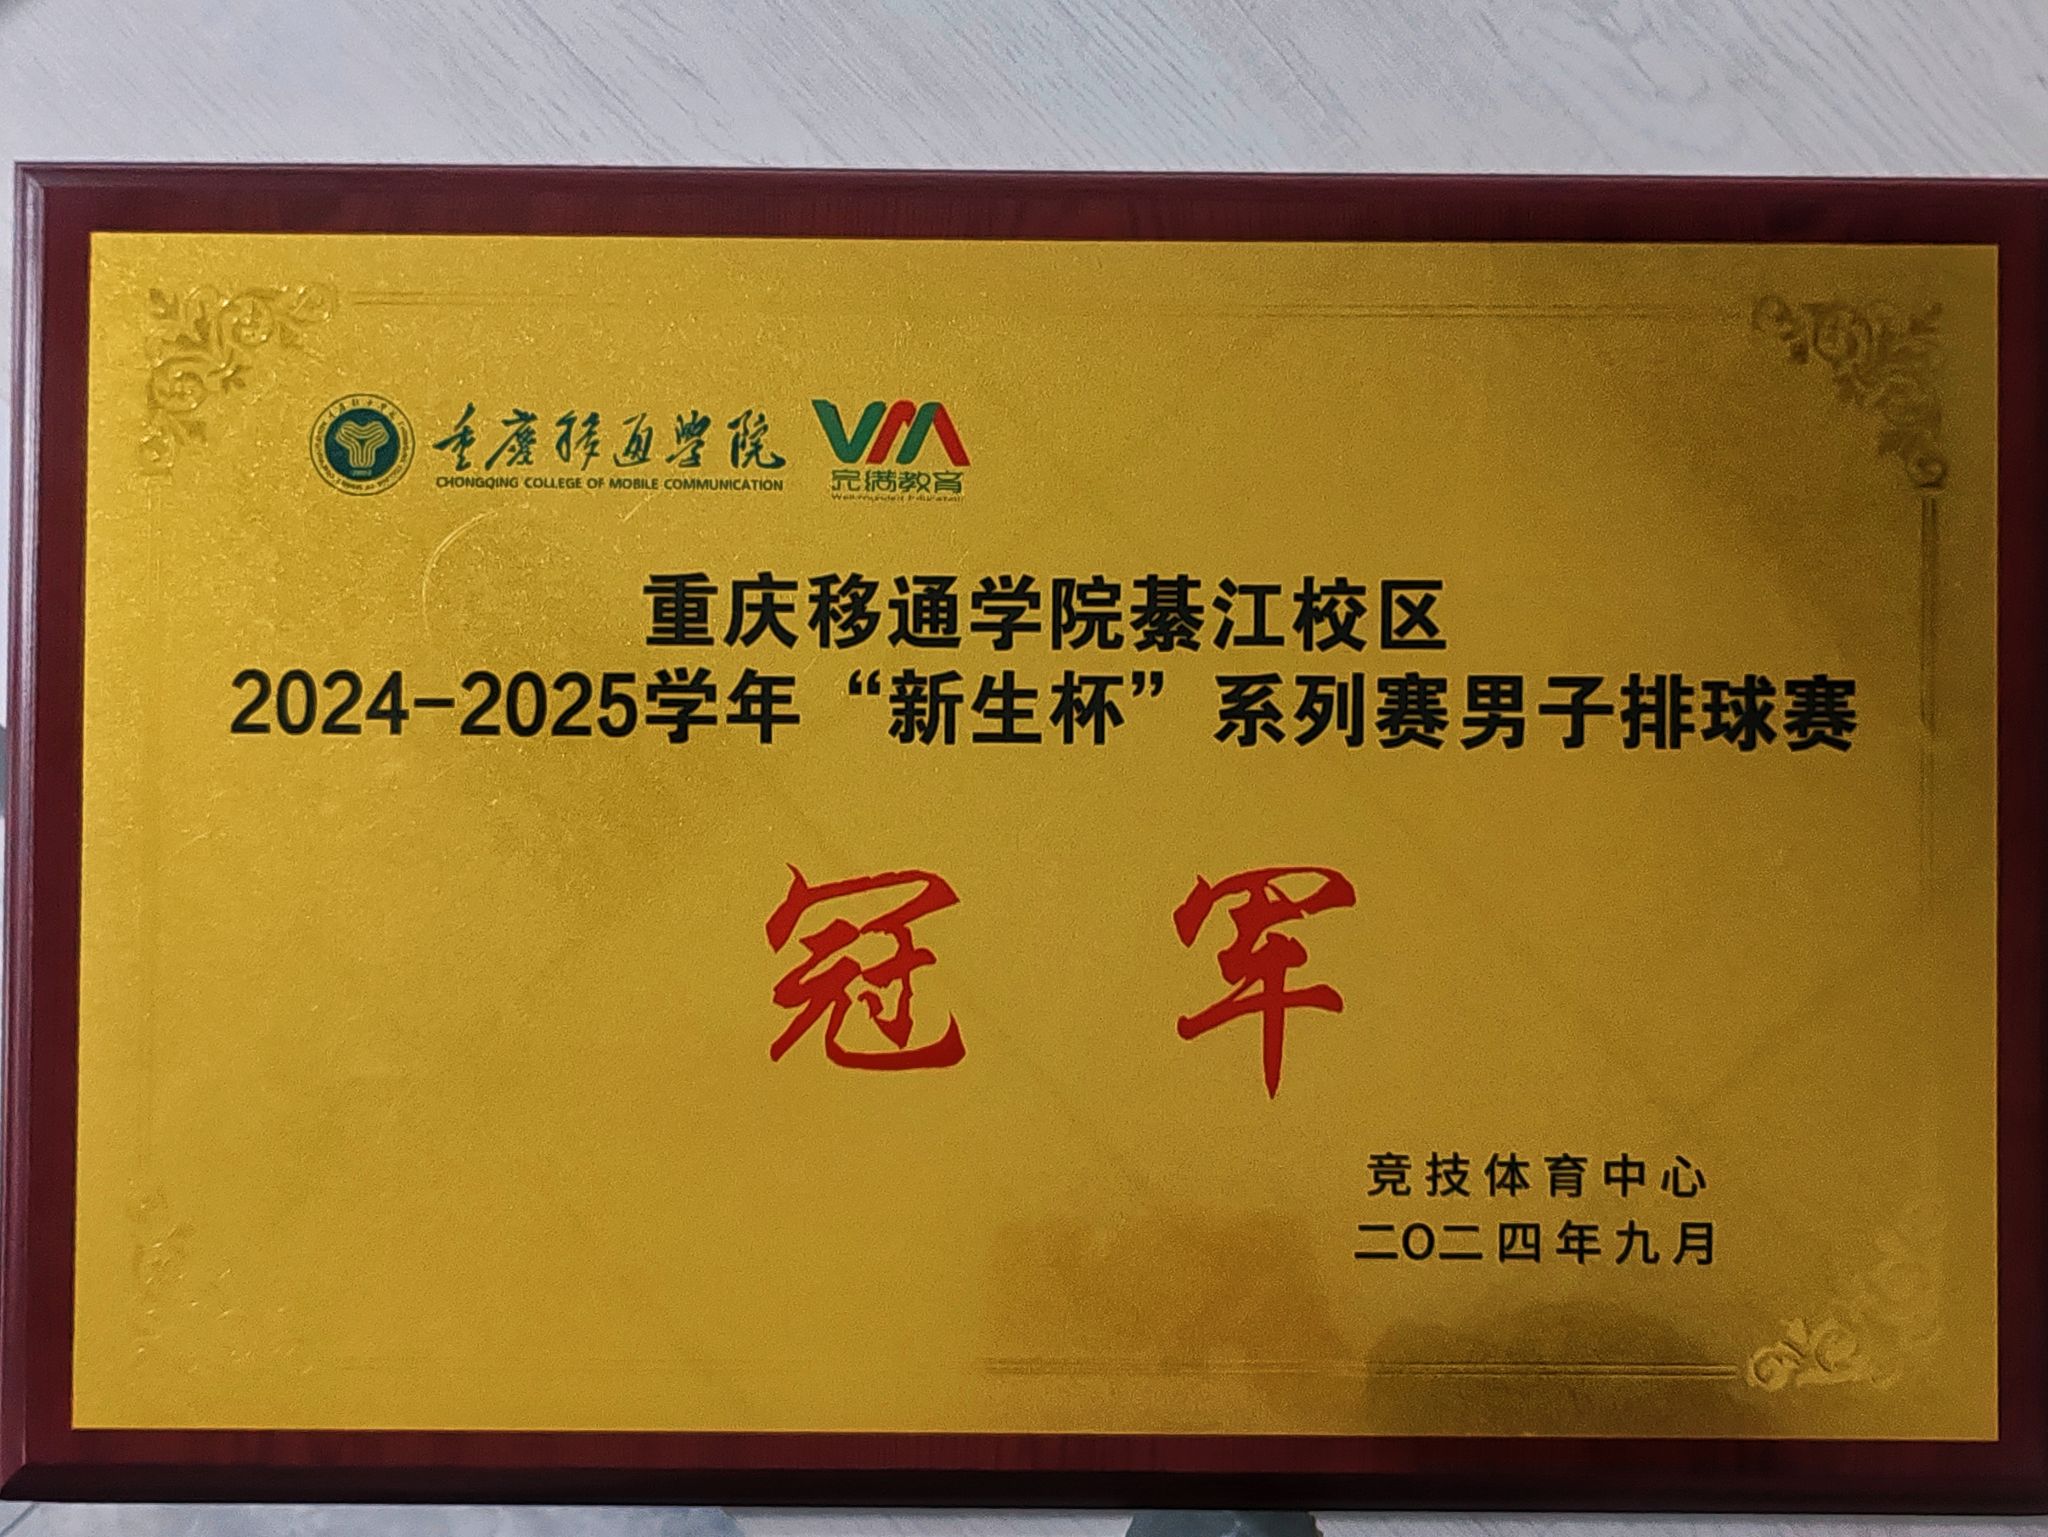 重庆移通学院
CHONGQING COLLEGE OF MOBILE COMMUNICATION
完满教育
重庆移通学院綦江校区
2024-2025学年“新生杯”系列赛男子排球赛
冠 军
竞技体育中心
二〇二四年九月